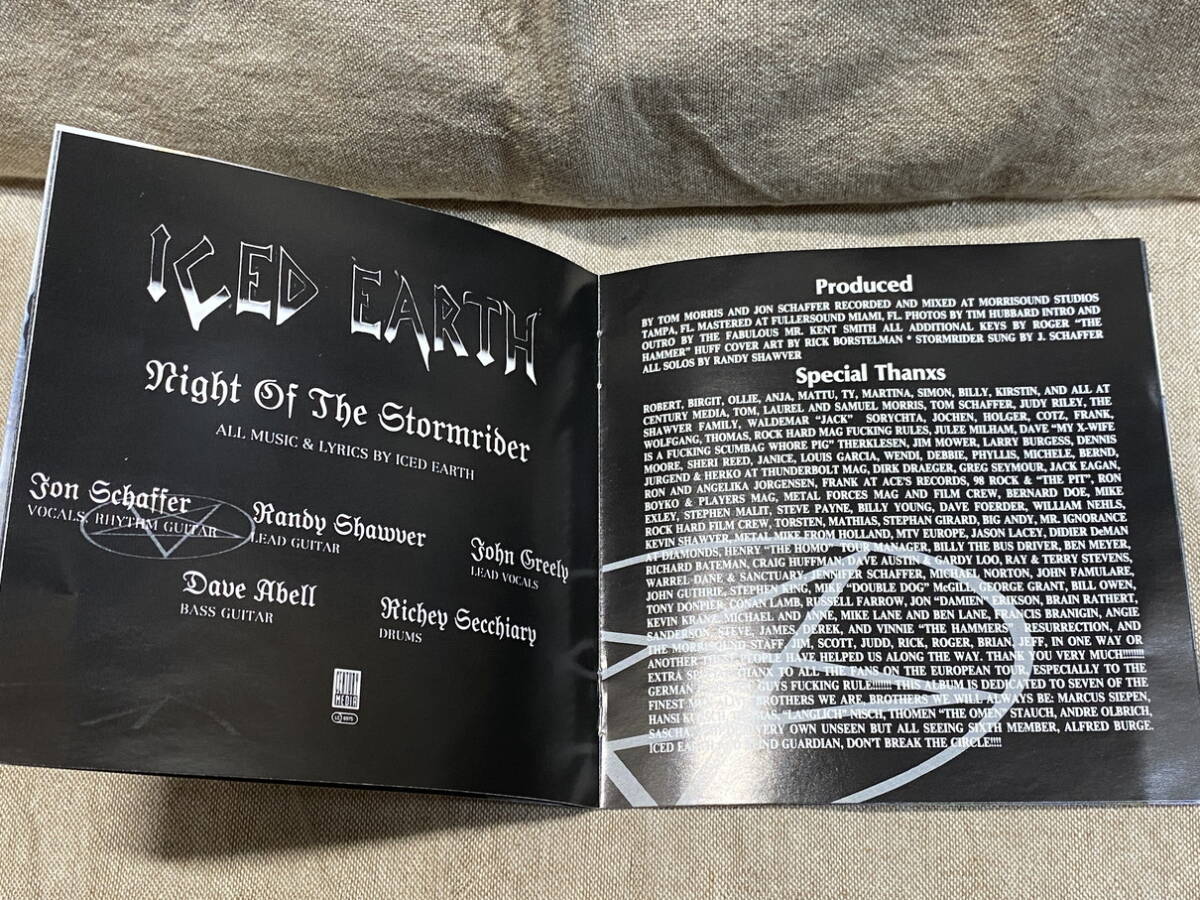 ICED EARTH
Night Of The Stormrider
ALL MUSIC & LYRICS BY ICED EARTH
Jon Schaffer
VOCALS, RHYTHM GUITAR
Randy Shawver
LEAD GUITAR
John Greely
LEAD VOCALS
Dave Abell
BASS GUITAR
Richey Secchiary
DRUMS
CENTURY
MEDIA
LC 6975
Produced
BY TOM MORRIS AND JON SCHAFFER RECORDED AND MIXED AT MORRISOUND STUDIOS
TAMPA, FL. MASTERED AT FULLERSOUND MIAMI, FL. PHOTOS BY TIM HUBBARD INTRO AND
OUTRO BY THE FABULOUS MR. KENT SMITH ALL ADDITIONAL KEYS BY ROGER "THE
HAMMER" HUFF COVER ART BY RICK BORSTELMAN * STORMRIDER SUNG BY J. SCHAFFER
ALL SOLOS BY RANDY SHAWVER
Special Thanxs
ROBERT, BIRGIT, OLLIE, ANJA, MATTU, TY, MARTINA, SIMON, BILLY, KIRSTIN, AND ALL AT
CENTURY MEDIA, TOM, LAUREL AND SAMUEL MORRIS, TOM SCHAFFER, JUDY RILEY, THE
SHAWVER FAMILY, WALDEMAR "JACK" SORYCHTA, JOCHEN, HOLGER, COTZ, FRANK,
WOLFGANG, THOMAS, ROCK HARD MAG FUCKING RULES, JULEE MILHAM, DAVE "MY X-WIFE
IS A FUCKING SCUMBAG WHORE PIG" THERKLESEN, JIM MOWER, LARRY BURGESS, DENNIS
MOORE, SHERI REED, JANICE, LOUIS GARCIA, WENDI, DEBBIE, PHYLLIS, MICHELE, BERND,
JURGEND & HERKO AT THUNDERBOLT MAG, DIRK DRAEGER, GREG SEYMOUR, JACK EAGAN,
RON AND ANGELIKA JORGENSEN, FRANK AT ACE'S RECORDS, 98 ROCK & "THE PIT", RON
BOYKO & PLAYERS MAG, METAL FORCES MAG AND FILM CREW, BERNARD DOE, MIKE
EXLEY, STEPHEN MALIT, STEVE PAYNE, BILLY YOUNG, DAVE FOERDER, WILLIAM NEHLS,
ROCK HARD FILM CREW, TORSTEN, MATHIAS, STEPHAN GIRARD, BIG ANDY, MR. IGNORANCE
KEVIN SHAWVER, METAL MIKE FROM HOLLAND, MTV EUROPE, JASON LACEY, DIDIER DeMAN
AT DIAMONDS, HENRY "THE HOMO" TOUR MANAGER, BILLY THE BUS DRIVER, BEN MEYER,
RICHARD BATEMAN, CRAIG HUFFMAN, DAVE AUSTIN & GARDY LOO, RAY & TERRY STEVENS,
WARREL DANE & SANCTUARY, JENNIFER SCHAFFER, MICHAEL NORTON, JOHN FAMULARE,
JOHN GUTHRIE, STEPHEN KING, MIKE "DOUBLE DOG" McGILL, GEORGE GRANT, BILL OWEN,
TONY DONPIER, CONAN LAMB, RUSSELL FARROW, JON "DAMIEN" ERIKSON, BRAIN RATHERT,
KEVIN KRANZ, MICHAEL AND ANNE, MIKE LANE AND BEN LANE, FRANCIS BRANIGIN, ANGIE
SANDERSON, STEVE, JAMES, DEREK, AND VINNIE "THE HAMMERS" RESURRECTION, AND
THE MORRISOUND STAFF, JIM, SCOTT, JUDD, RICK, ROGER, BRIAN, JEFF, IN ONE WAY OR
ANOTHER THESE PEOPLE HAVE HELPED US ALONG THE WAY. THANK YOU VERY MUCH!!!!!!!
EXTRA SPECIAL THANX TO ALL THE FANS ON THE EUROPEAN TOUR, ESPECIALLY TO THE
GERMAN GUYS FUCKING RULE!!!!!!! THIS ALBUM IS DEDICATED TO SEVEN OF THE
FINEST BROTHERS WE ARE, BROTHERS WE WILL ALWAYS BE: MARCUS SIEPEN,
HANSI "LANGLICH" NISCH, THOMEN "THE OMEN" STAUCH, ANDRE OLBRICH,
SASCHA, VERY OWN UNSEEN BUT ALL SEEING SIXTH MEMBER, ALFRED BURGE.
ICED EARTH GUARDIAN, DON'T BREAK THE CIRCLE!!!!